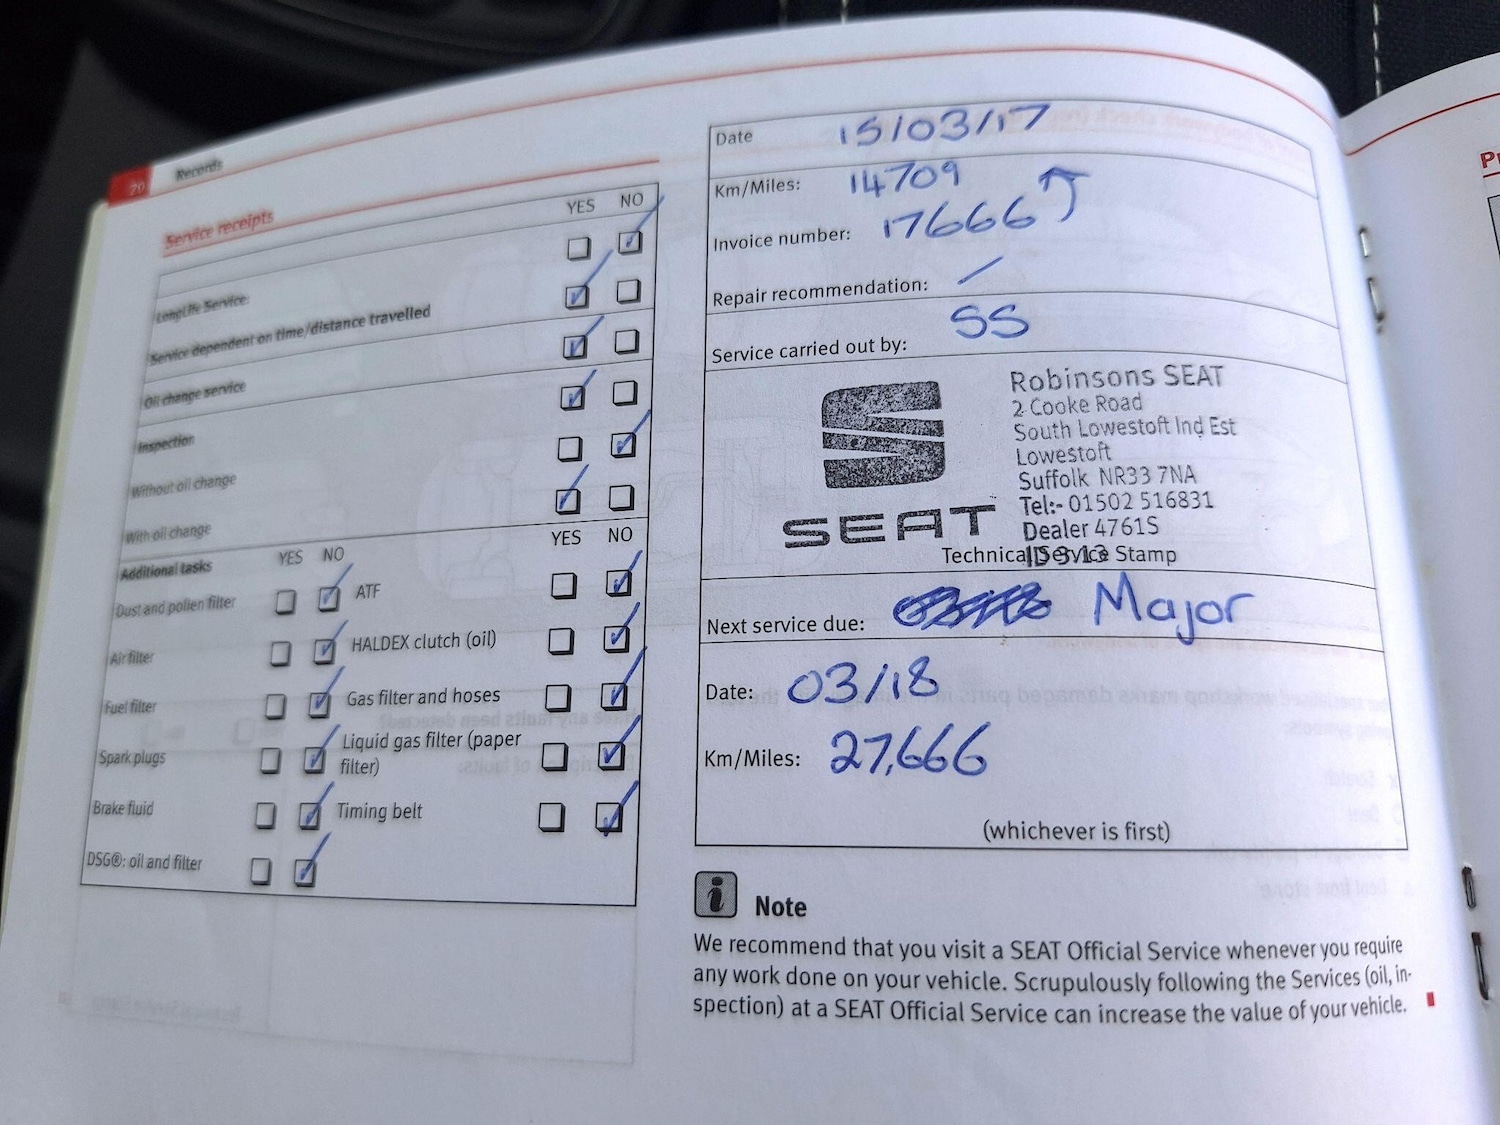 20 Records
Service receipts
YES NO
LongLife Service:
Service dependent on time/distance travelled
Oil change service
Inspection
Without oil change
With oil change
YES NO
Additional tasks YES NO
Dust and pollen filter ATF
Air filter HALDEX clutch (oil)
Fuel filter Gas filter and hoses
Spark plugs Liquid gas filter (paper
filter)
Brake fluid Timing belt
DSG®: oil and filter
Date 15/03/17
Km/Miles: 14709
Invoice number: 17666
Repair recommendation: /
Service carried out by: SS
Robinsons SEAT
2 Cooke Road
South Lowestoft Ind Est
Lowestoft
Suffolk NR33 7NA
Tel:- 01502 516831
Dealer 4761S
ID 3.13
SEAT
Technical Service Stamp
Next service due: Major
Date: 03/18
Km/Miles: 27,666
(whichever is first)
i Note
We recommend that you visit a SEAT Official Service whenever you require
any work done on your vehicle. Scrupulously following the Services (oil, in-
spection) at a SEAT Official Service can increase the value of your vehicle.